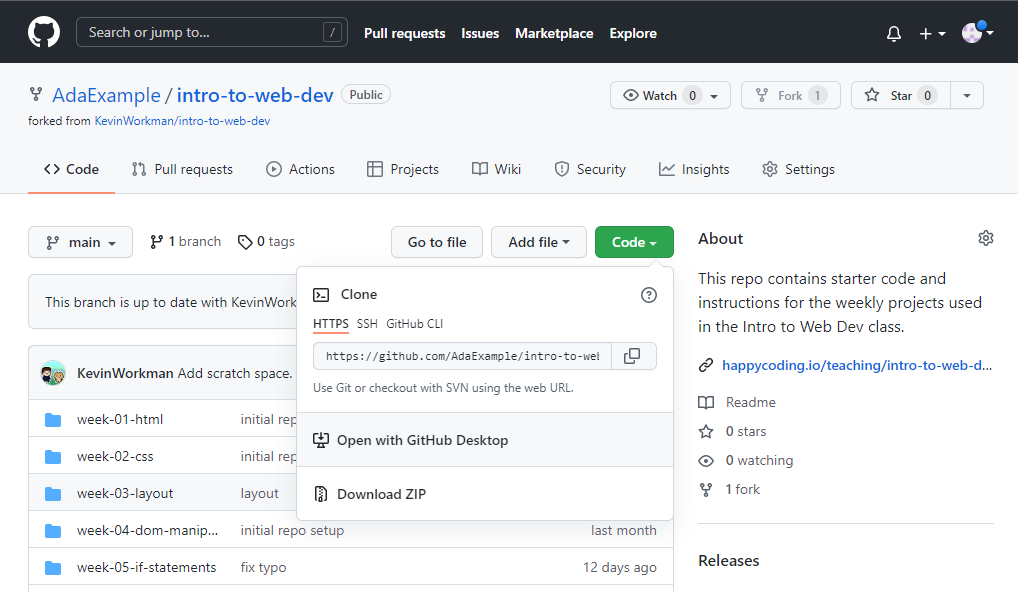 Search or jump to... / Pull requests Issues Marketplace Explore
AdaExample / intro-to-web-dev Public Watch 0 Fork 1 Star 0
forked from KevinWorkman/intro-to-web-dev
Code Pull requests Actions Projects Wiki Security Insights Settings
main 1 branch 0 tags Go to file Add file Code
This branch is up to date with KevinWork
Clone
HTTPS SSH GitHub CLI
https://github.com/AdaExample/intro-to-wel
Use Git or checkout with SVN using the web URL.
Open with GitHub Desktop
Download ZIP
KevinWorkman Add scratch space.
week-01-html initial rep
week-02-css initial rep
week-03-layout layout
week-04-dom-manip... initial repo setup last month
week-05-if-statements fix typo 12 days ago
About
This repo contains starter code and
instructions for the weekly projects used
in the Intro to Web Dev class.
happycoding.io/teaching/intro-to-web-d...
Readme
0 stars
0 watching
1 fork
Releases